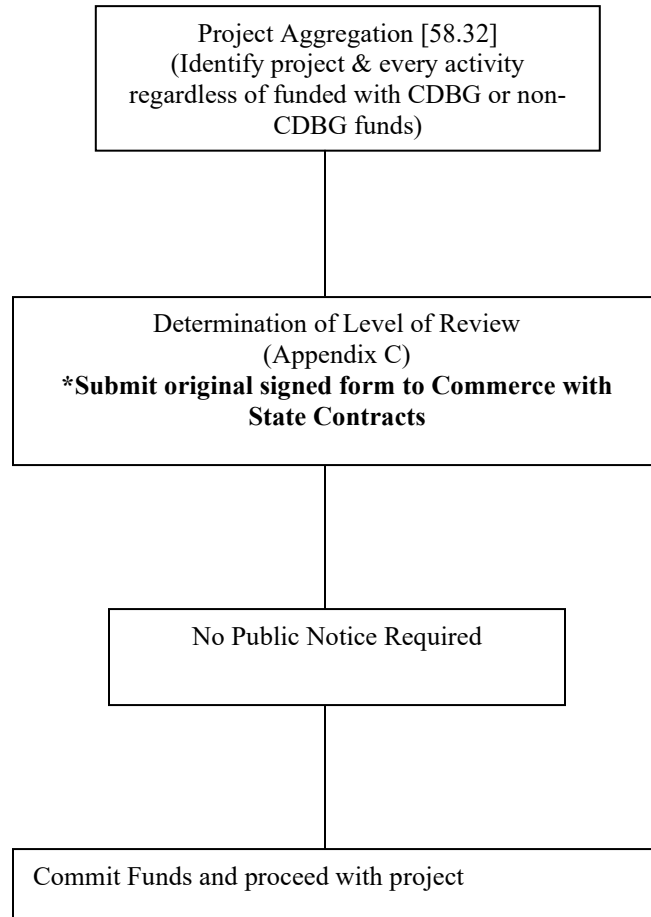 Project Aggregation [58.32]
(Identify project & every activity
regardless of funded with CDBG or non-
CDBG funds)
Determination of Level of Review
(Appendix C)
*Submit original signed form to Commerce with
State Contracts
No Public Notice Required
Commit Funds and proceed with project